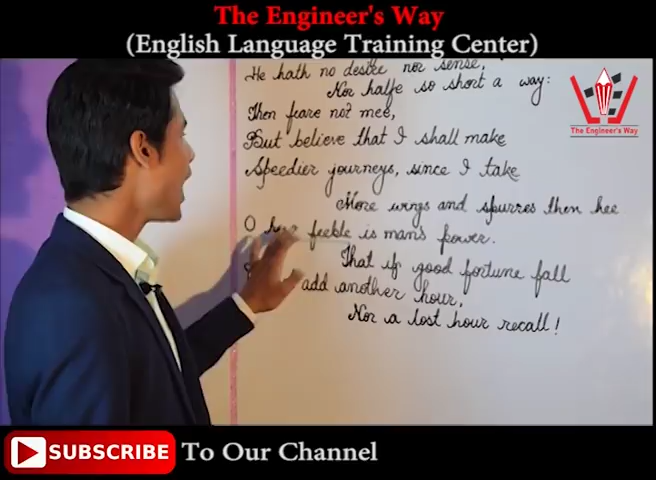 The Engineer's Way
(English Language Training Center)
He hath no desire nor sense,
Nor halfe so short a way:
Then feare not mee,
But believe that I shall make
Speedier journeys, since I take
More wings and spurres then hee
O how feeble is man's power.
That if good fortune fall
add another hour,
Nor a lost hour recall!
The Engineer's Way
SUBSCRIBE To Our Channel